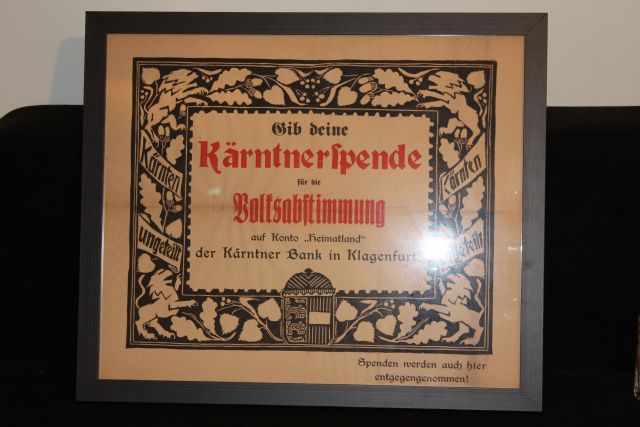 Gib deine
Kärntnerspende
für die
Volksabstimmung
auf Konto „Heimatland"
der Kärntner Bank in Klagenfurt
Kärnten
ungeteilt
Kärnten
ungeteilt
Spenden werden auch hier
entgegengenommen!